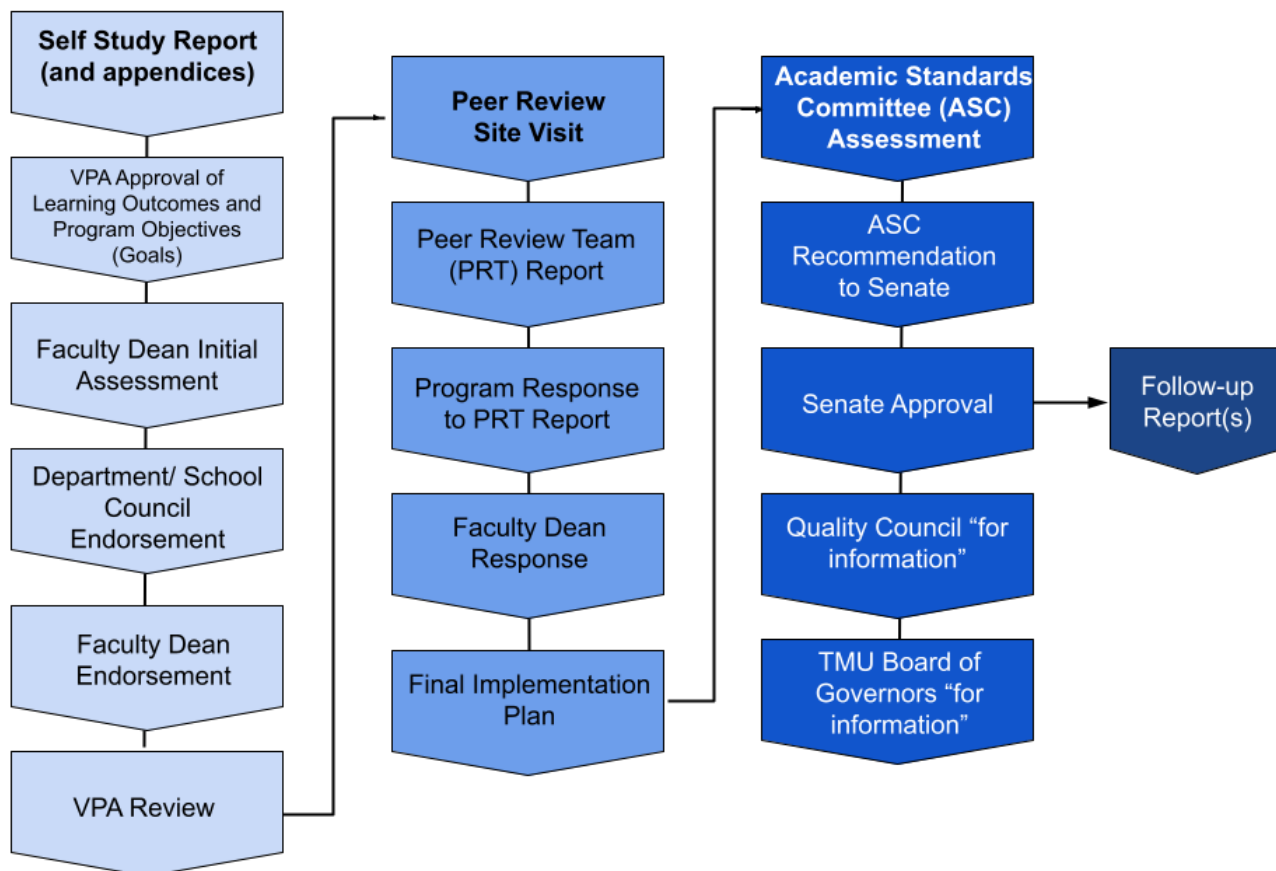 Self Study Report
(and appendices)
VPA Approval of
Learning Outcomes and
Program Objectives
(Goals)
Faculty Dean Initial
Assessment
Department/ School
Council
Endorsement
Faculty Dean
Endorsement
VPA Review
Peer Review
Site Visit
Peer Review Team
(PRT) Report
Program Response
to PRT Report
Faculty Dean
Response
Final Implementation
Plan
Academic Standards
Committee (ASC)
Assessment
ASC
Recommendation
to Senate
Senate Approval
Quality Council “for
information”
TMU Board of
Governors “for
information”
Follow-up
Report(s)